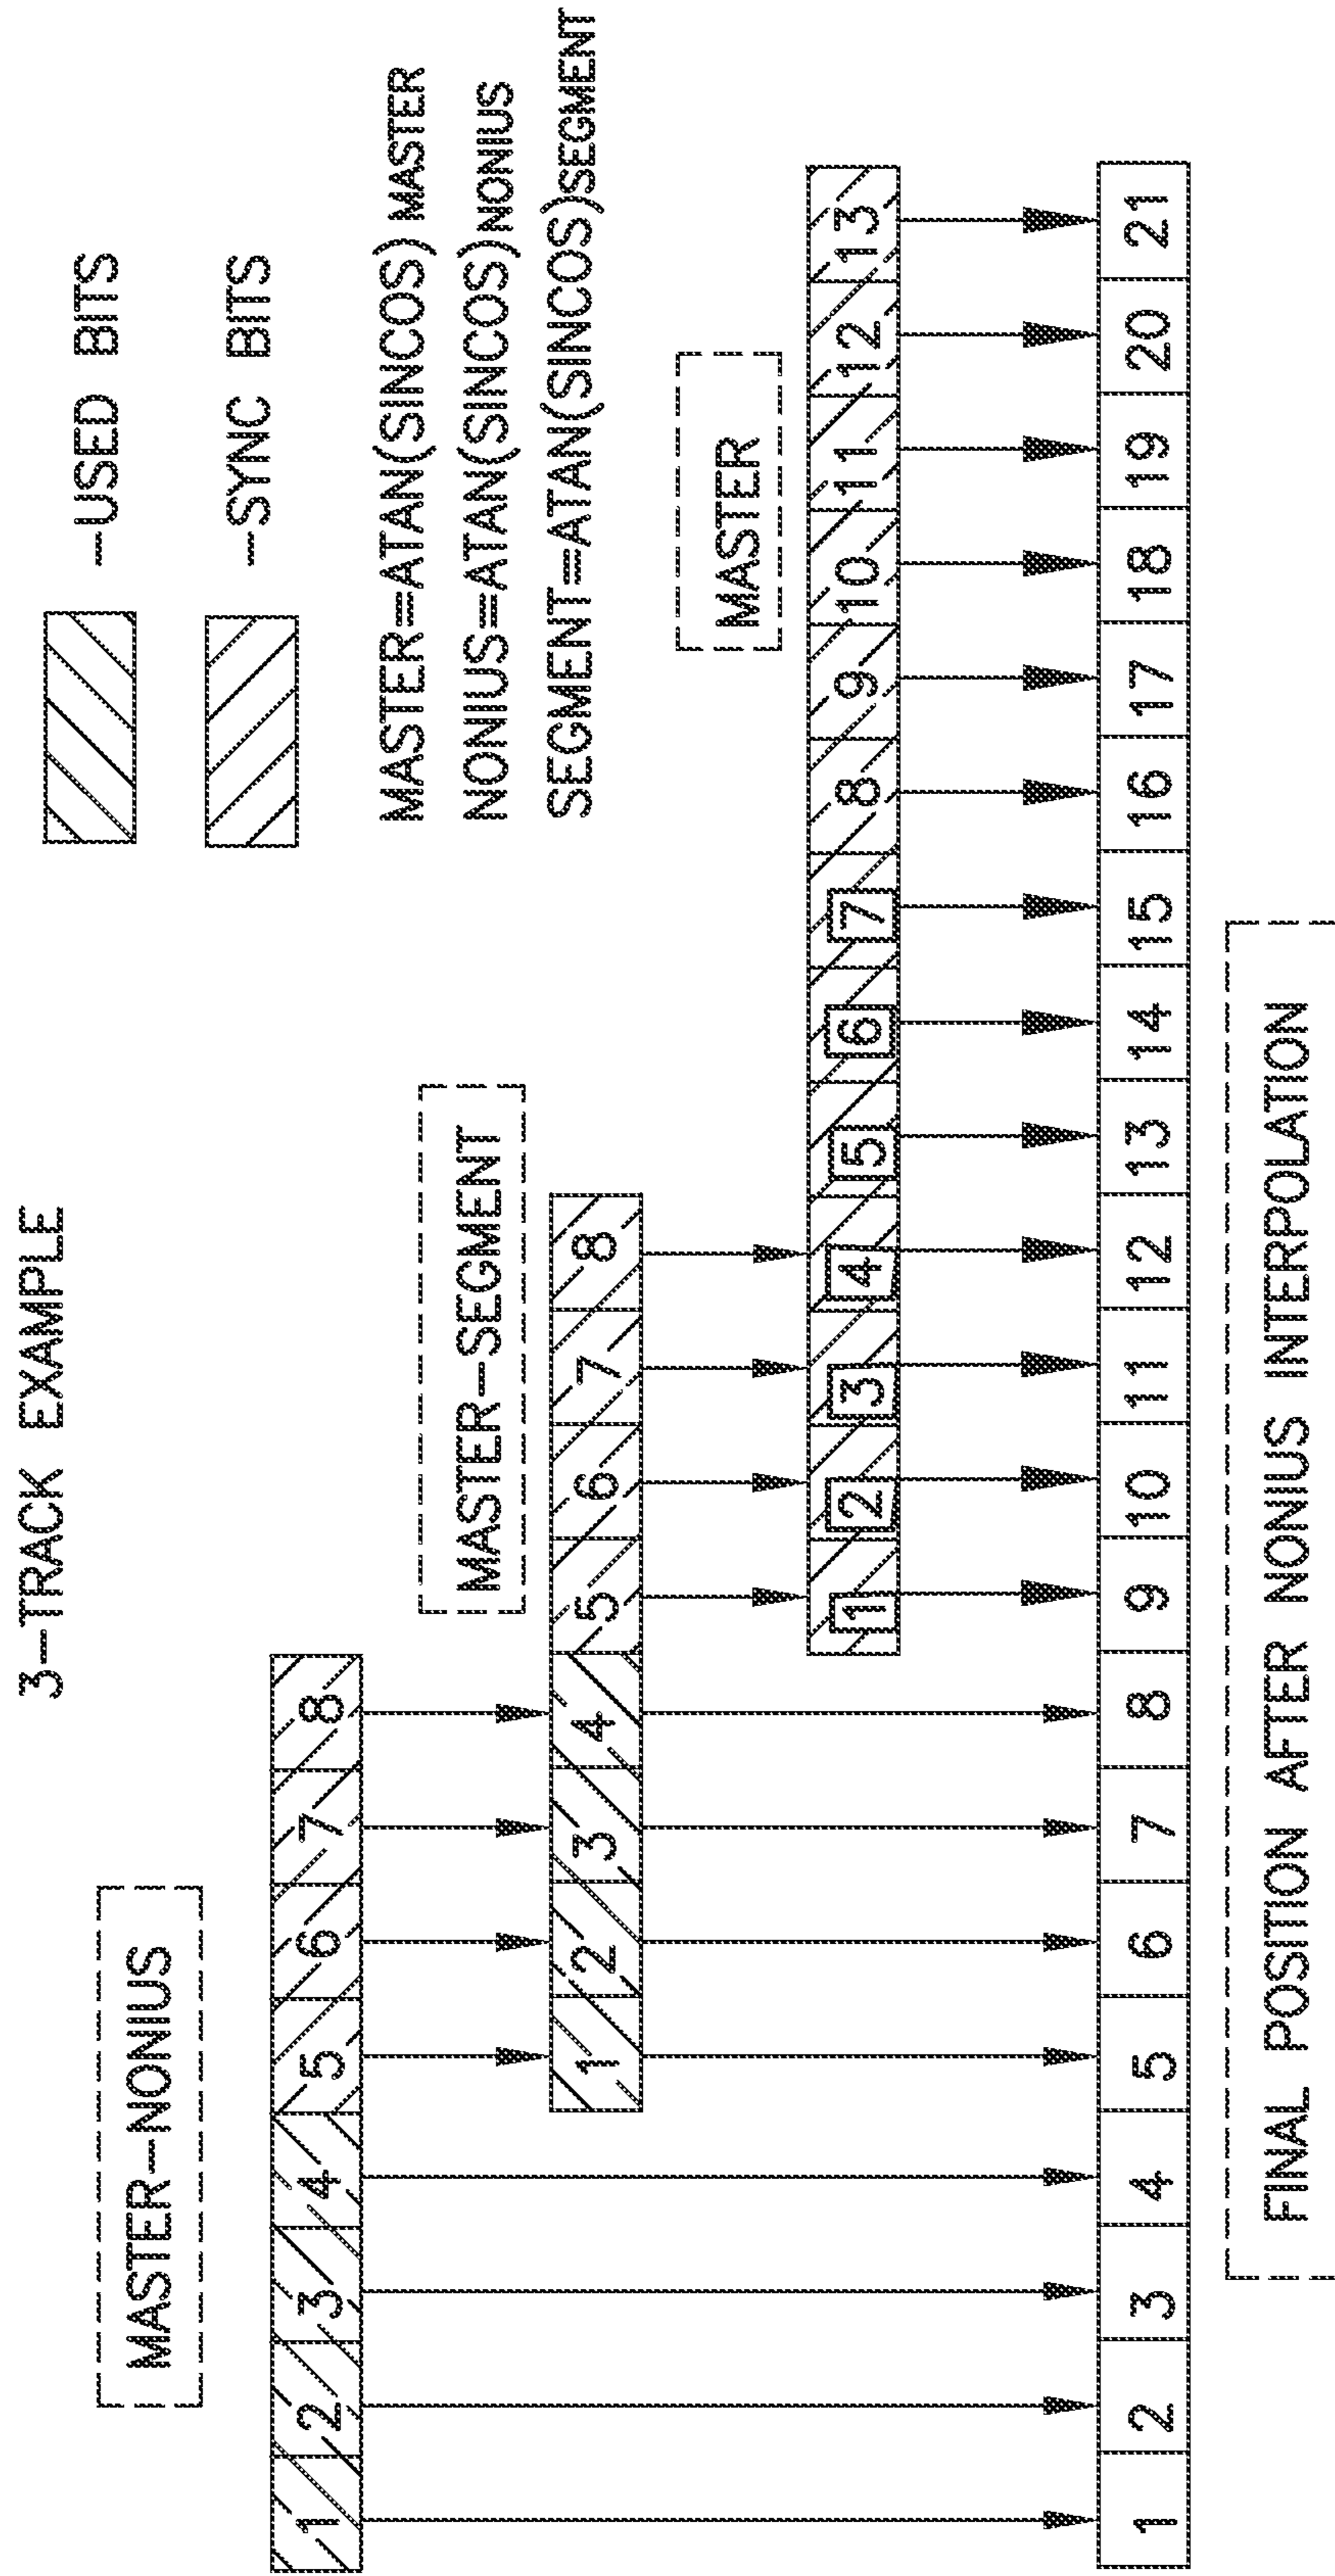 3-TRACK EXAMPLE
-USED BITS
-SYNC BITS
MASTER=ATAN(SINCOS)MASTER
NONIUS=ATAN(SINCOS)NONIUS
SEGMENT=ATAN(SINCOS)SEGMENT
MASTER-NONIUS
1 2 3 4 5 6 7 8
MASTER-SEGMENT
1 2 3 4 5 6 7 8
MASTER
1 2 3 4 5 6 7 8 9 10 11 12 13
1 2 3 4 5 6 7 8 9 10 11 12 13 14 15 16 17 18 19 20 21
FINAL POSITION AFTER NONIUS INTERPOLATION